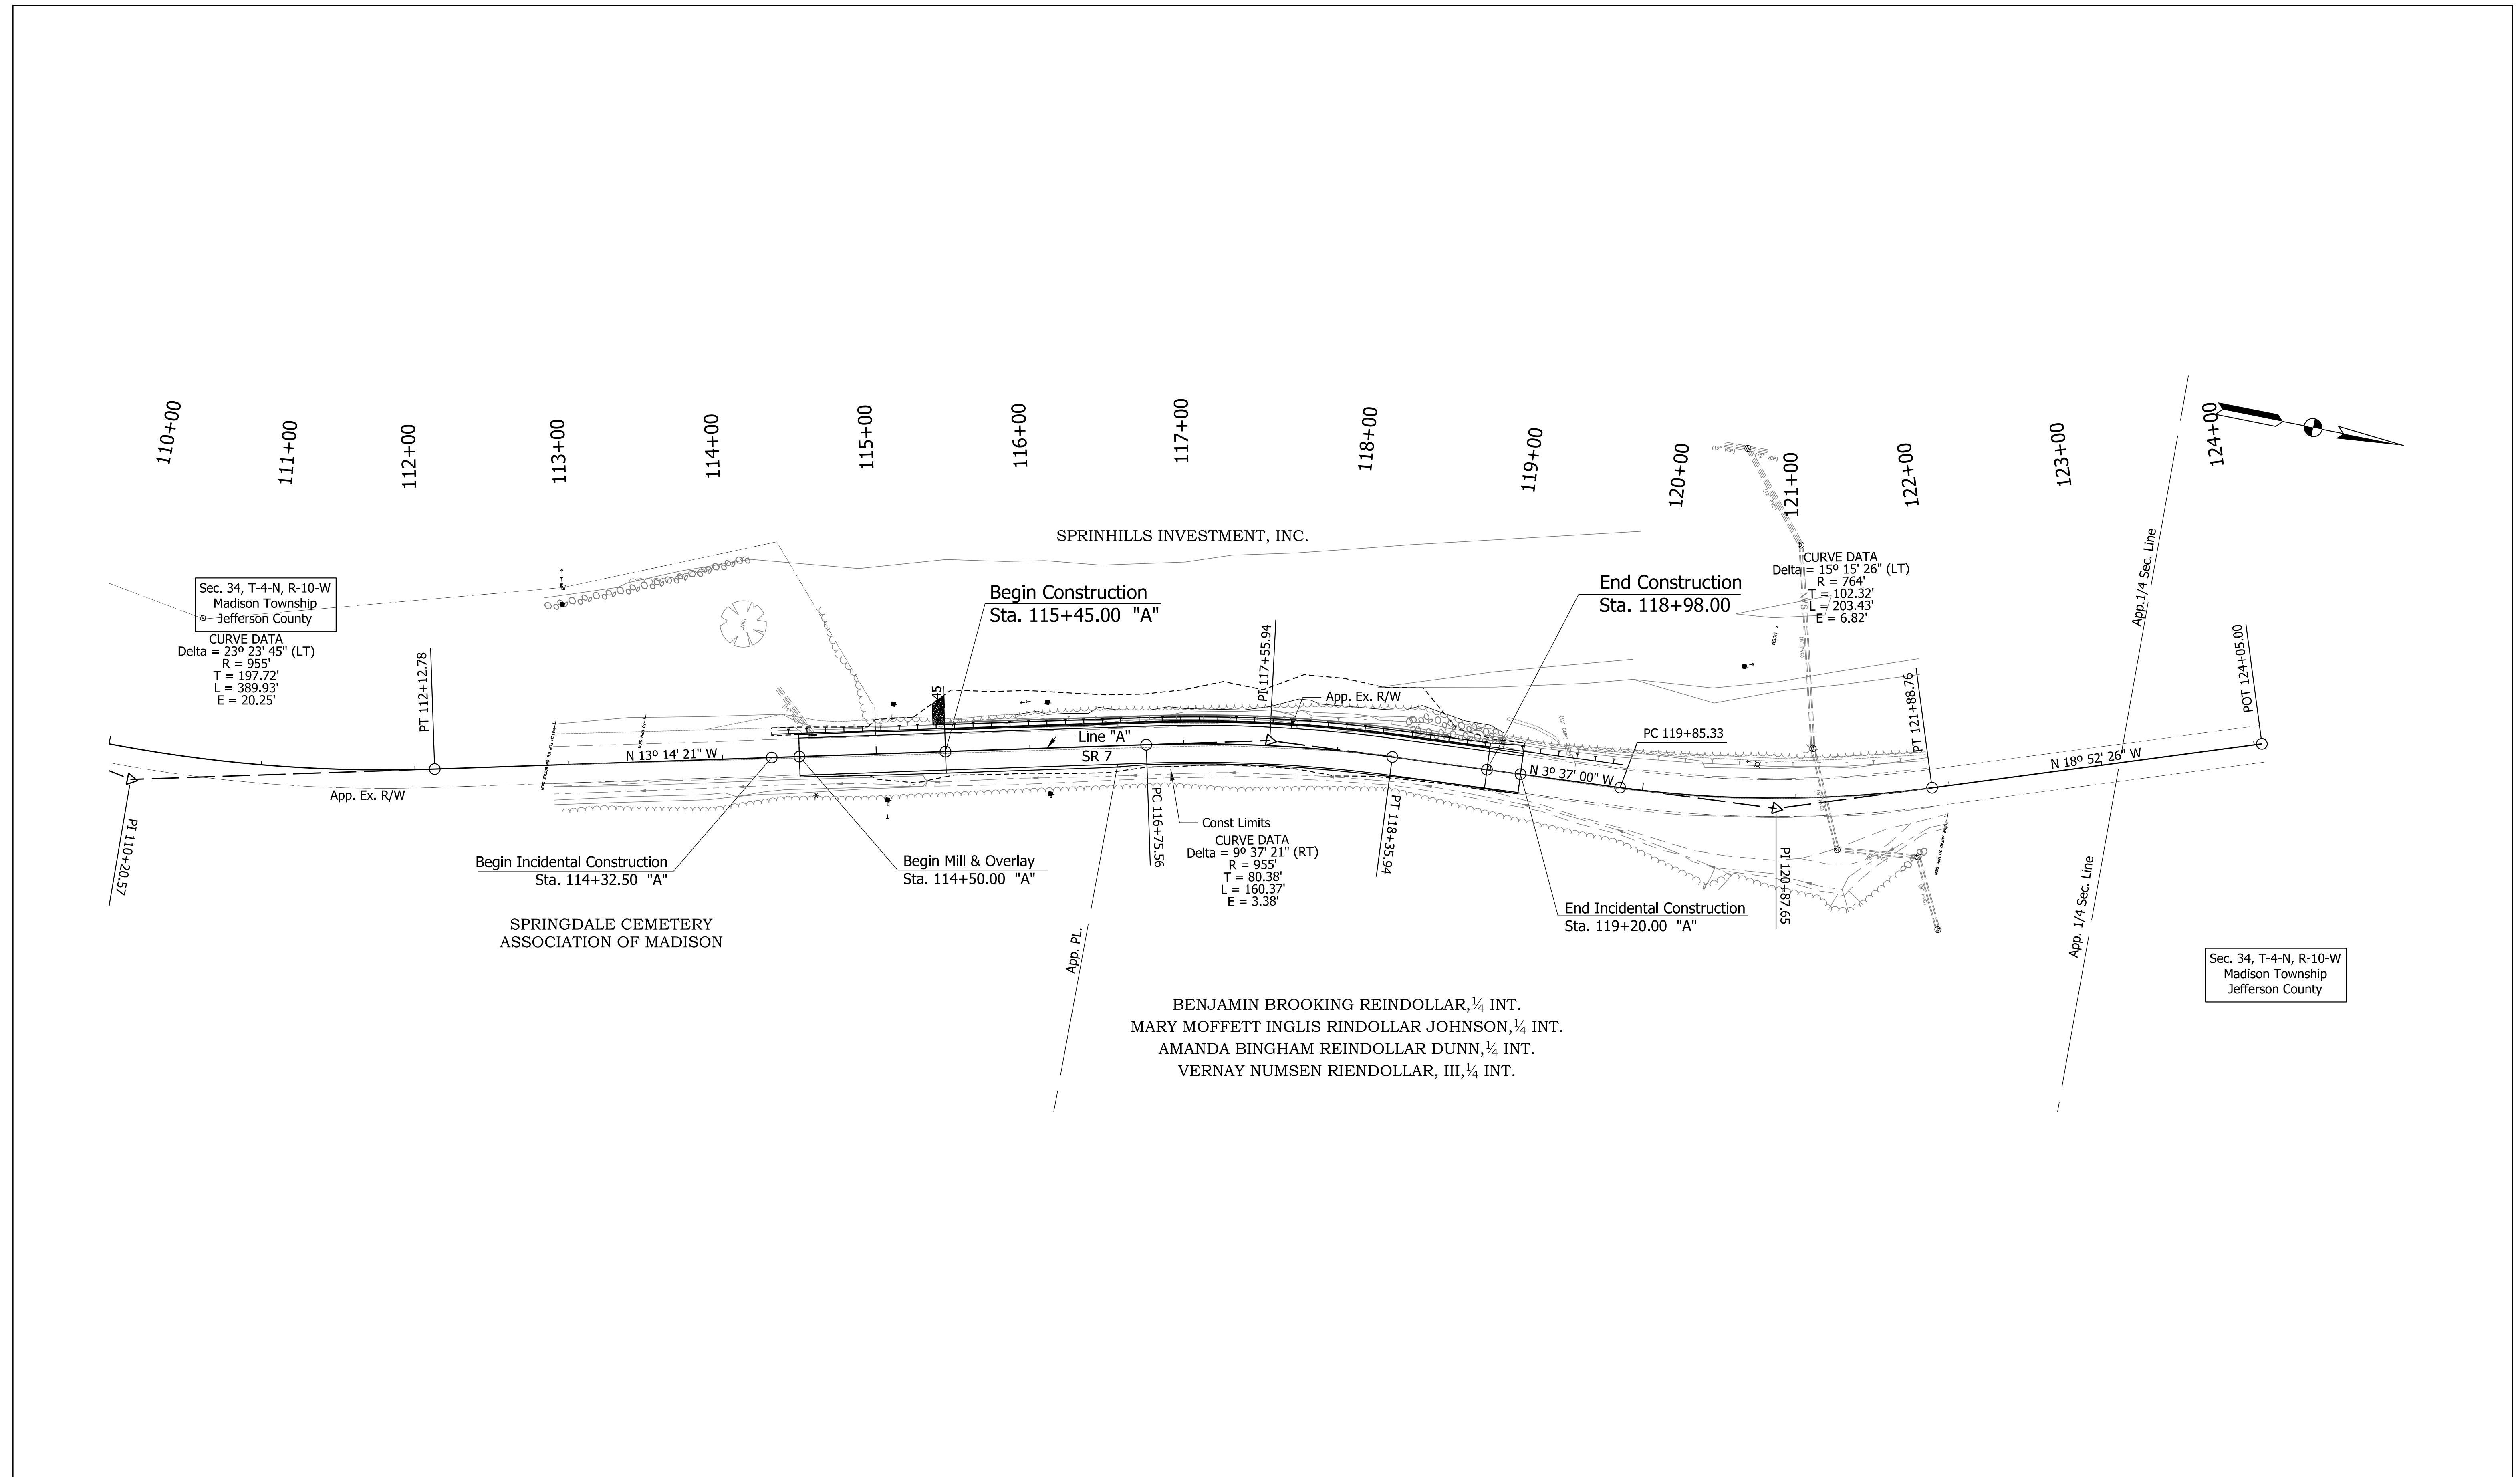 110+00
111+00
112+00
113+00
114+00
115+00
116+00
117+00
118+00
119+00
120+00
121+00
122+00
123+00
124+00
SPRINHILLS INVESTMENT, INC.
Sec. 34, T-4-N, R-10-W
Madison Township
Jefferson County
CURVE DATA
Delta = 23º 23' 45" (LT)
R = 955'
T = 197.72'
L = 389.93'
E = 20.25'
PT 112+12.78
Begin Construction
Sta. 115+45.00 "A"
45
PI 117+55.94
App. Ex. R/W
End Construction
Sta. 118+98.00
CURVE DATA
Delta = 15º 15' 26" (LT)
R = 764'
T = 102.32'
L = 203.43'
E = 6.82'
SAN
PC 119+85.33
PT 121+88.76
App.1/4 Sec. Line
POT 124+05.00
N 13º 14' 21" W
Line "A"
SR 7
N 3º 37' 00" W
N 18º 52' 26" W
App. Ex. R/W
PI 110+20.57
Begin Incidental Construction
Sta. 114+32.50 "A"
Begin Mill & Overlay
Sta. 114+50.00 "A"
PC 116+75.56
Const Limits
CURVE DATA
Delta = 9º 37' 21" (RT)
R = 955'
T = 80.38'
L = 160.37'
E = 3.38'
PT 118+35.94
End Incidental Construction
Sta. 119+20.00 "A"
PI 120+87.65
App. 1/4 Sec. Line
SPRINGDALE CEMETERY
ASSOCIATION OF MADISON
App. PL.
Sec. 34, T-4-N, R-10-W
Madison Township
Jefferson County
BENJAMIN BROOKING REINDOLLAR,¼ INT.
MARY MOFFETT INGLIS RINDOLLAR JOHNSON,¼ INT.
AMANDA BINGHAM REINDOLLAR DUNN,¼ INT.
VERNAY NUMSEN RIENDOLLAR, III,¼ INT.